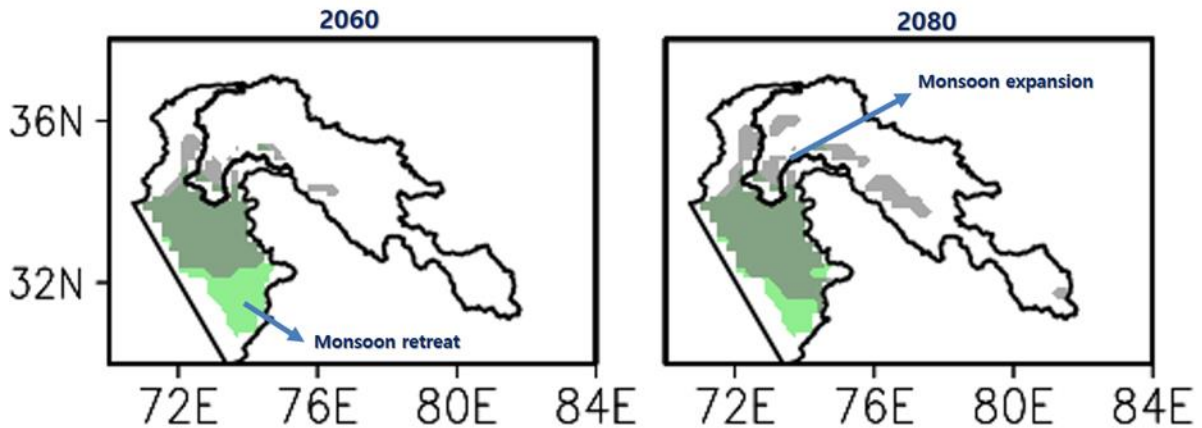 2060
2080
36N
32N
Monsoon retreat
Monsoon expansion
72E 76E 80E 84E
72E 76E 80E 84E